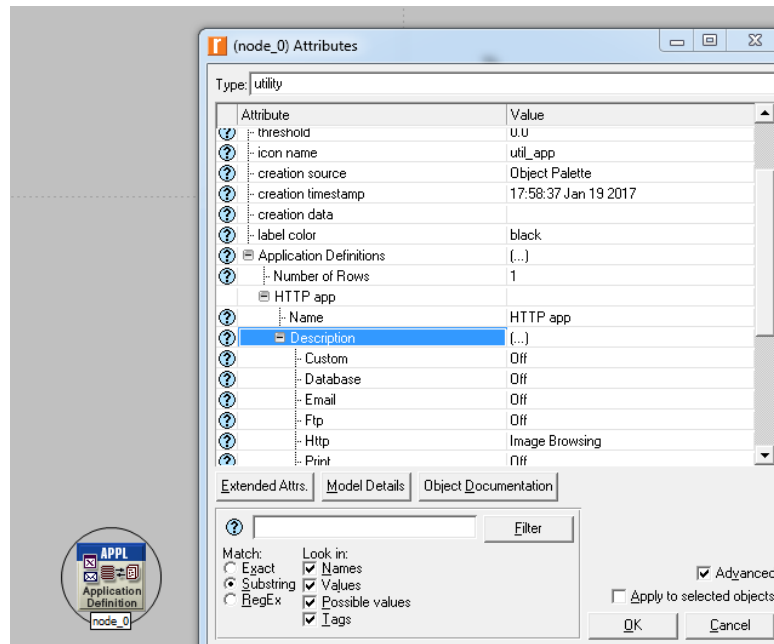 (node_0) Attributes
Type: utility
Attribute Value
threshold 0.0
icon name util_app
creation source Object Palette
creation timestamp 17:58:37 Jan 19 2017
creation data
label color black
Application Definitions (...)
Number of Rows 1
HTTP app
Name HTTP app
Description (...)
Custom Off
Database Off
Email Off
Ftp Off
Http Image Browsing
Print Off
Extended Attrs. Model Details Object Documentation
Filter
Match: Look in:
Exact Names
Substring Values
RegEx Possible values
Tags
Advanced
Apply to selected objects
OK Cancel
APPL
Application
Definition
node_0